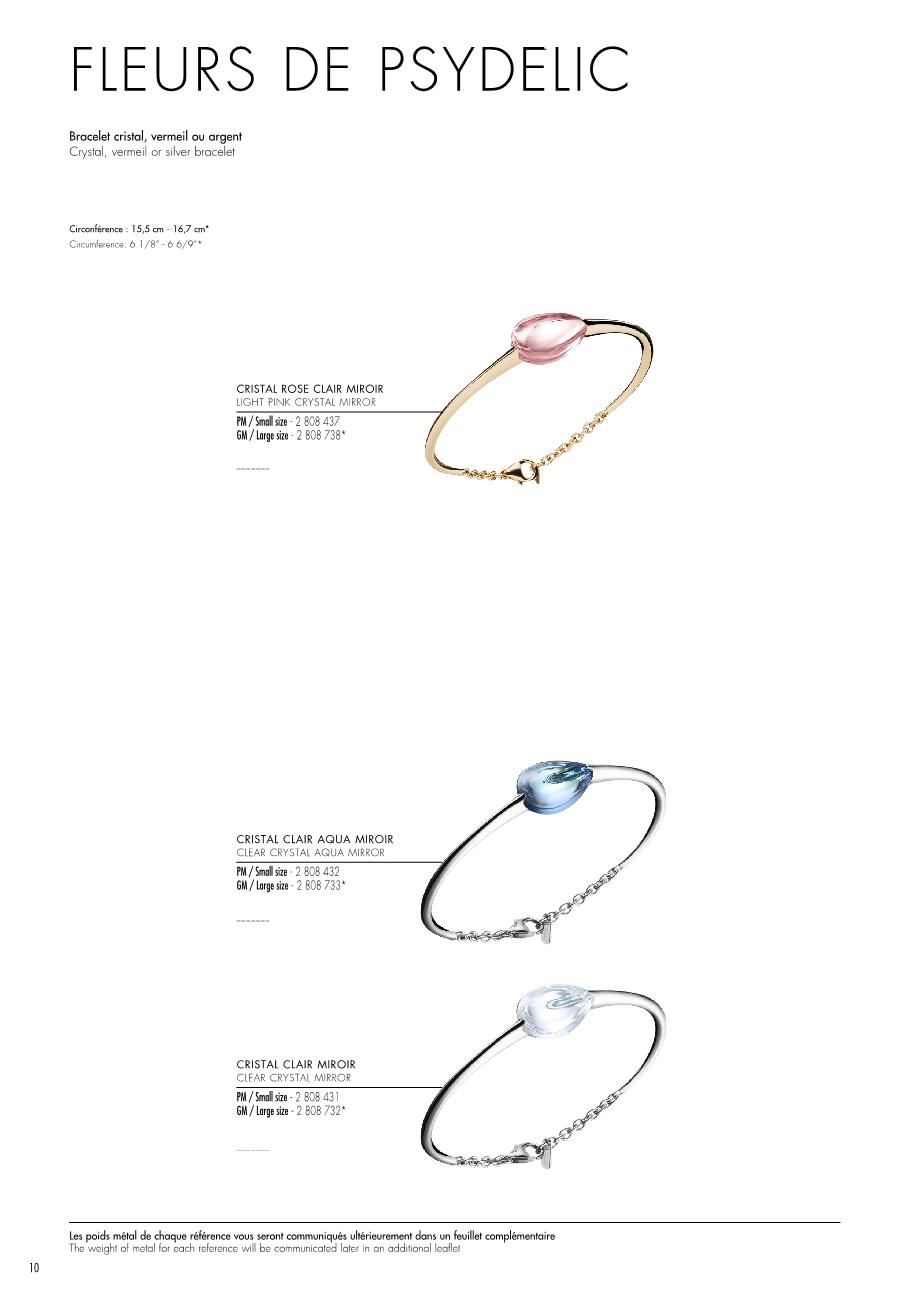 FLEURS DE PSYDELIC
Bracelet cristal, vermeil ou argent
Crystal, vermeil or silver bracelet
Circonférence : 15,5 cm - 16,7 cm*
Circumference: 6 1/8" - 6 6/9"*
CRISTAL ROSE CLAIR MIROIR
LIGHT PINK CRYSTAL MIRROR
PM / Small size - 2 808 437
GM / Large size - 2 808 738*
_______
CRISTAL CLAIR AQUA MIROIR
CLEAR CRYSTAL AQUA MIRROR
PM / Small size - 2 808 432
GM / Large size - 2 808 733*
_______
CRISTAL CLAIR MIROIR
CLEAR CRYSTAL MIRROR
PM / Small size - 2 808 431
GM / Large size - 2 808 732*
_______
Les poids métal de chaque référence vous seront communiqués ultérieurement dans un feuillet complémentaire
The weight of metal for each reference will be communicated later in an additional leaflet
10